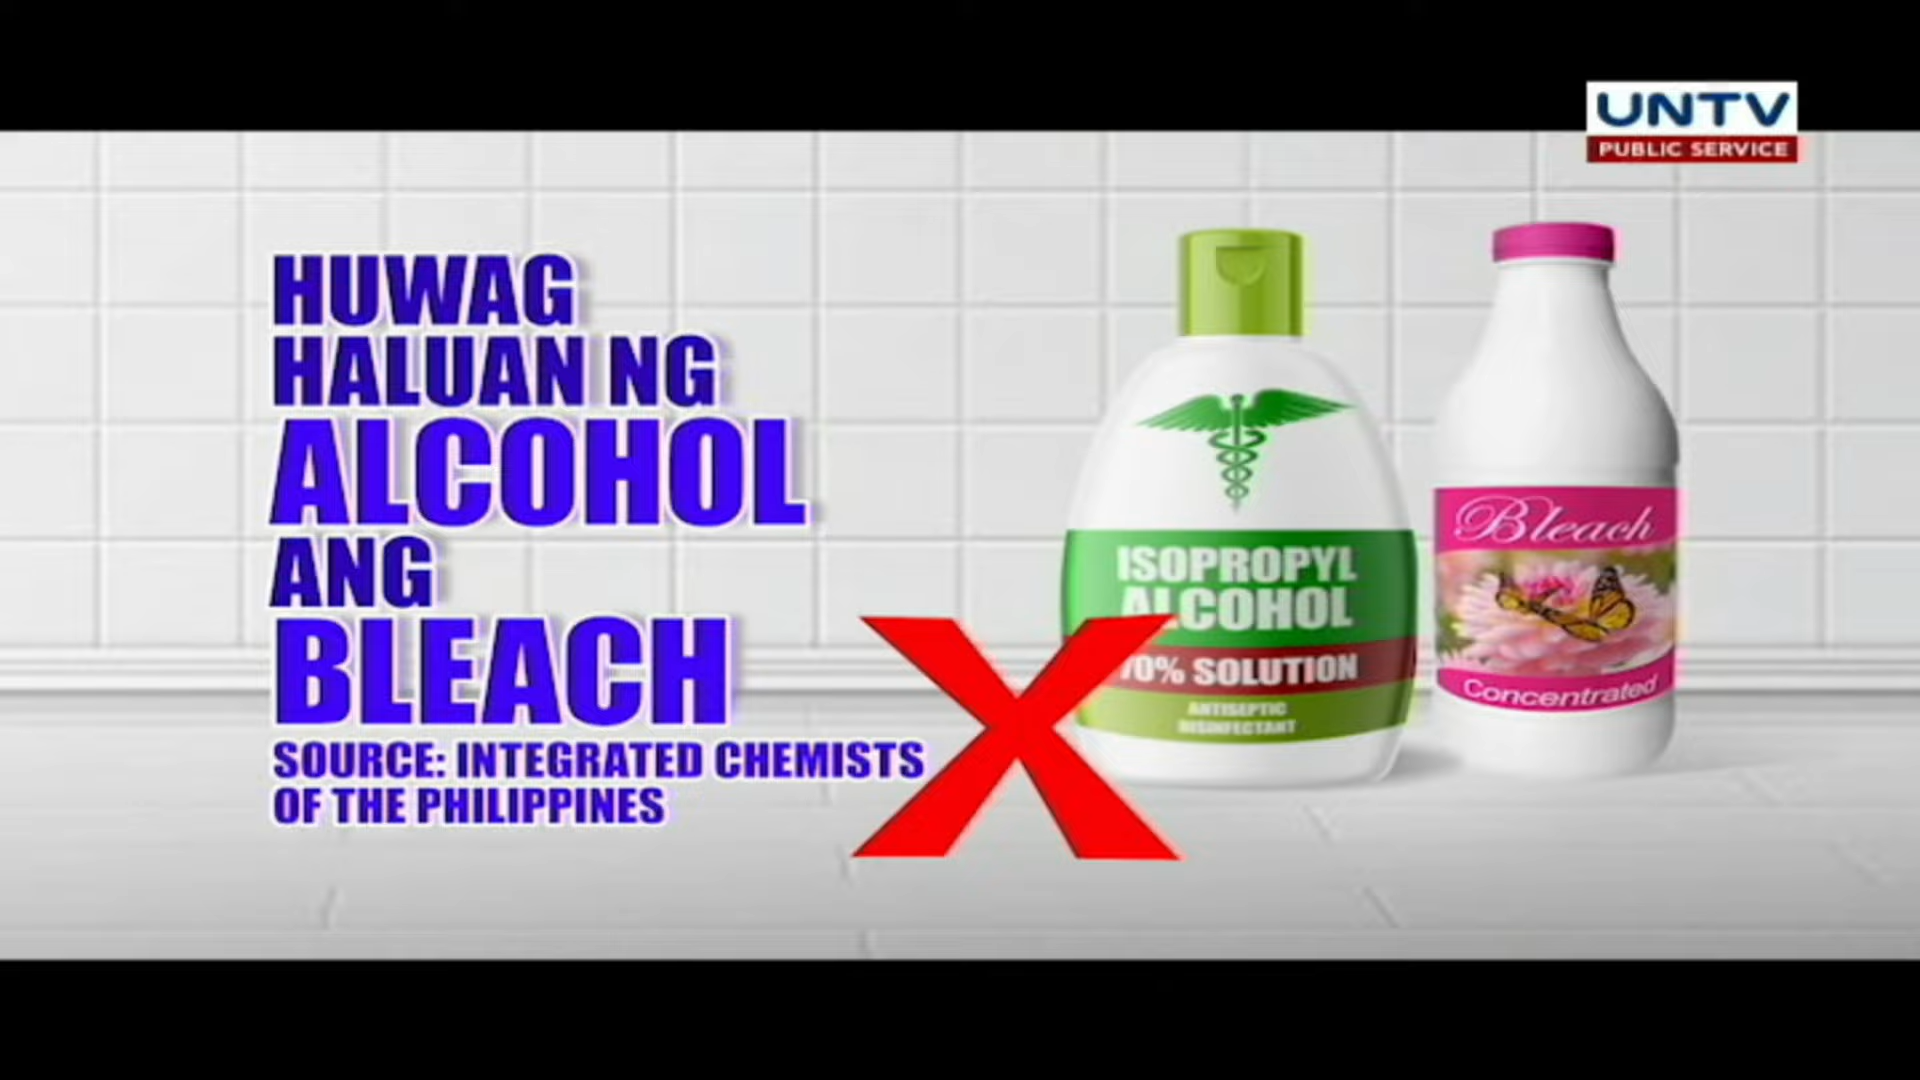 UNTV
PUBLIC SERVICE
HUWAG
HALUAN NG
ALCOHOL
ANG
BLEACH
SOURCE: INTEGRATED CHEMISTS
OF THE PHILIPPINES
ISOPROPYL
ALCOHOL
70% SOLUTION
ANTISEPTIC
DISINFECTANT
Bleach
Concentrated